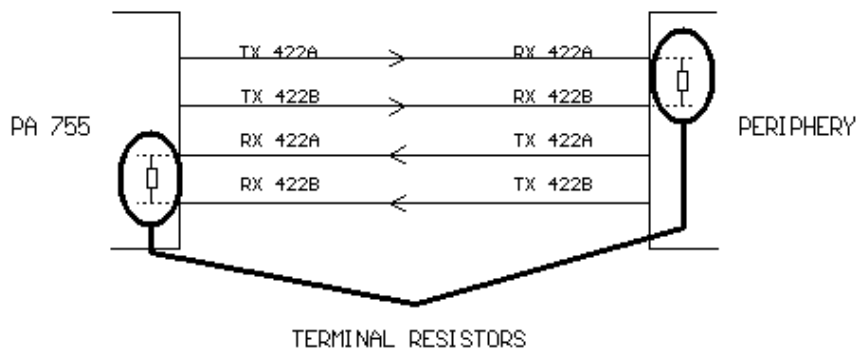 TX 422A RX 422A
TX 422B RX 422B
PA 755 PERIPHERY
RX 422A TX 422A
RX 422B TX 422B
TERMINAL RESISTORS